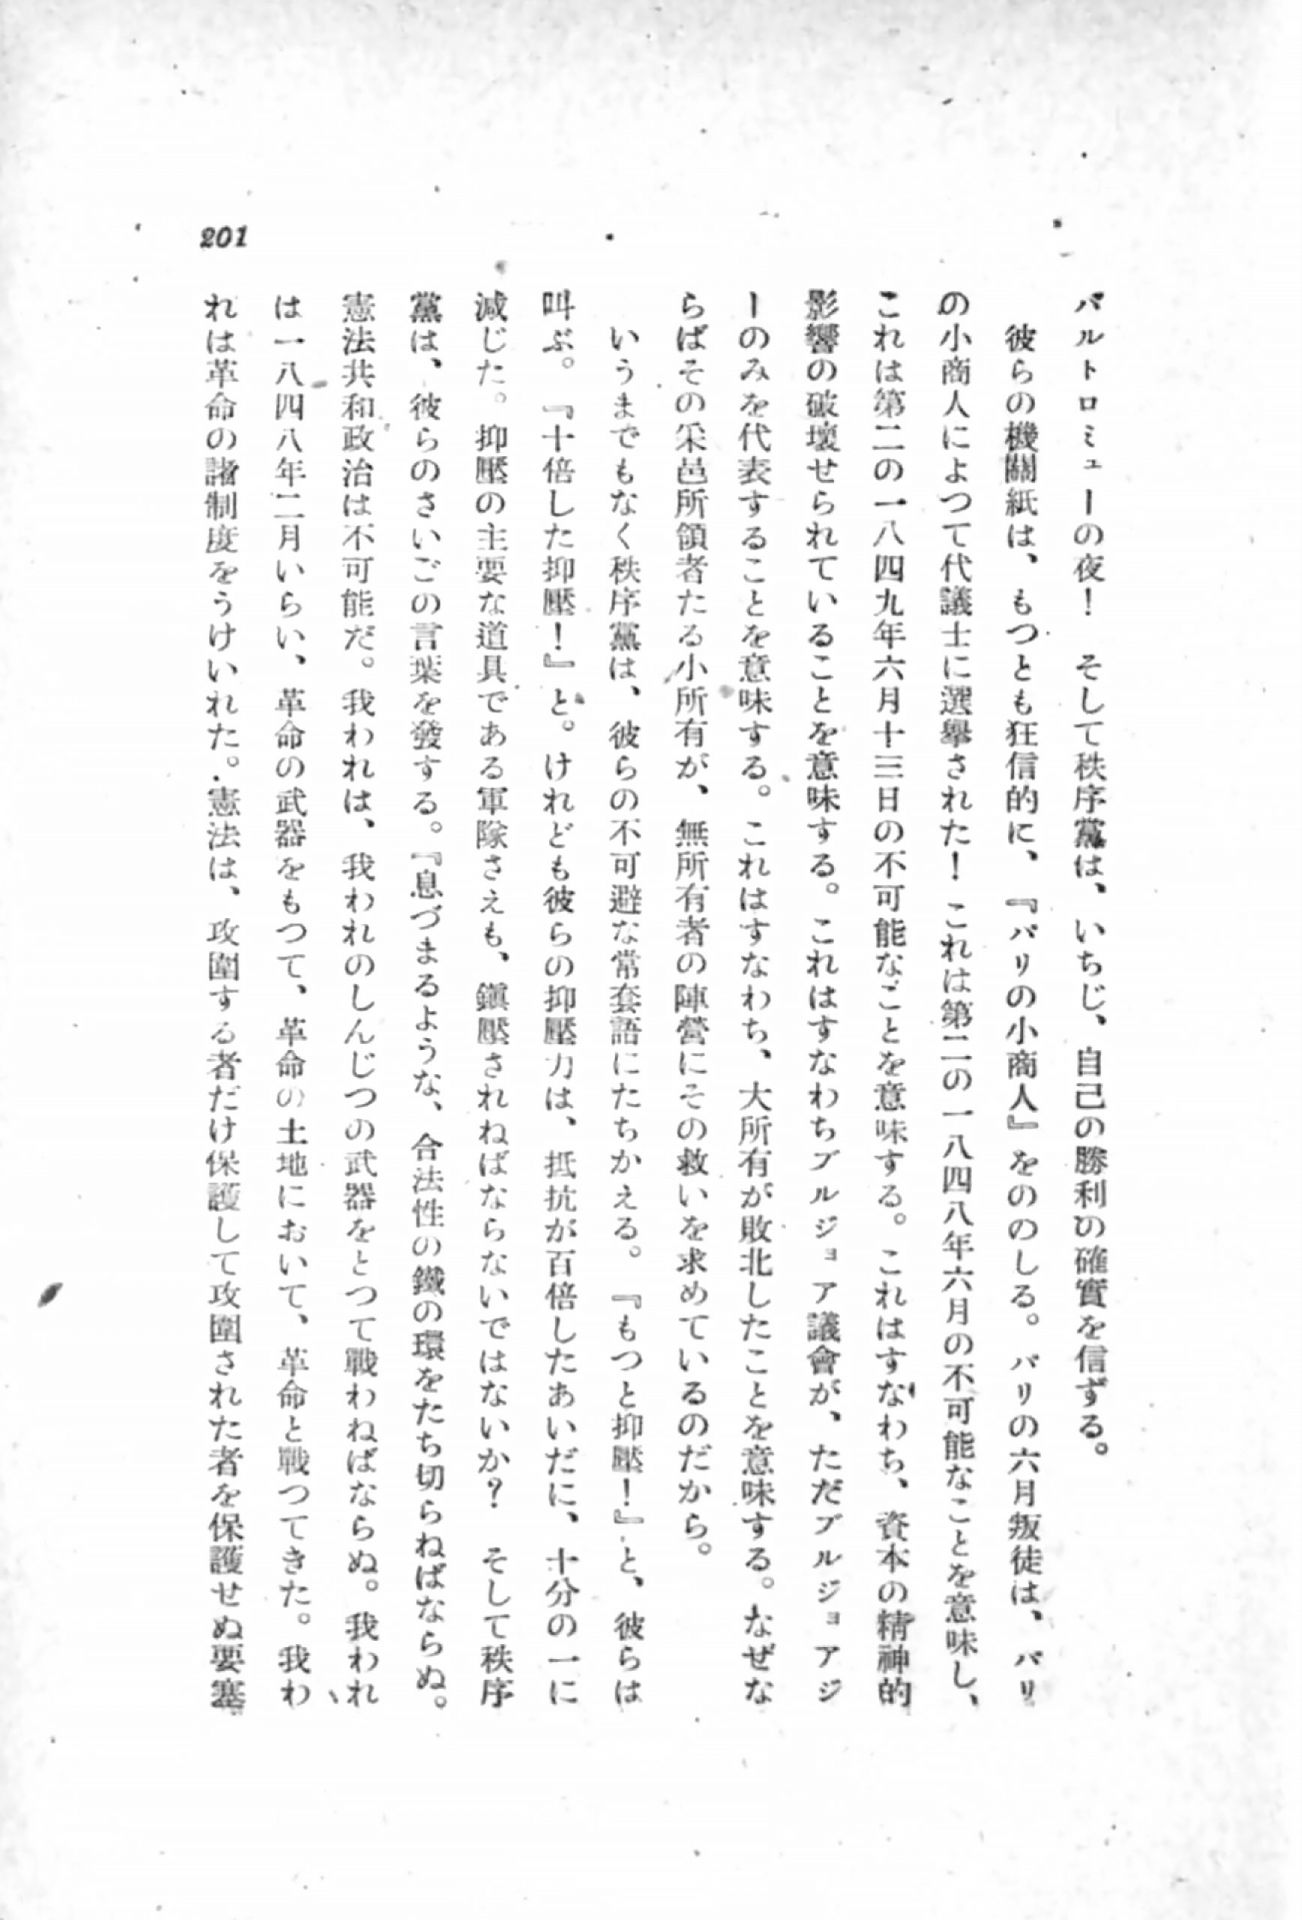 バルトロミューの夜！　そして秩序黨は、いちじ、自己の勝利の確實を信ずる。
　彼らの機關紙は、もつとも狂信的に、『パリの小商人』をののしる。パリの六月叛徒は、パリ
の小商人によつて代議士に選擧された！　これは第二の一八四八年六月の不可能なことを意味し、
これは第二の一八四九年六月十三日の不可能なことを意味する。これはすなわち、資本の精神的
影響の破壞せられていることを意味する。これはすなわちブルジョア議會が、ただブルジョアジ
ーのみを代表することを意味する。これはすなわち、大所有が敗北したことを意味する。なぜな
らばその采邑所領者たる小所有が、無所有者の陣營にその救いを求めているのだから。
　いうまでもなく秩序黨は、彼らの不可避な常套語にたちかえる。『もつと抑壓！』と、彼らは
叫ぶ。『十倍した抑壓！』と。けれども彼らの抑壓力は、抵抗が百倍したあいだに、十分の一に
減じた。抑壓の主要な道具である軍隊さえも、鎭壓されねばならないではないか？　そして秩序
黨は、彼らのさいごの言葉を發する。『息づまるような、合法性の鐵の環をたち切らねばならぬ。
憲法共和政治は不可能だ。我われは、我われのしんじつの武器をとつて戰わねばならぬ。我われ
は一八四八年二月いらい、革命の武器をもつて、革命の土地において、革命と戰つてきた。我わ
れは革命の諸制度をうけいれた。憲法は、攻圍する者だけ保護して攻圍された者を保護せぬ要塞
201